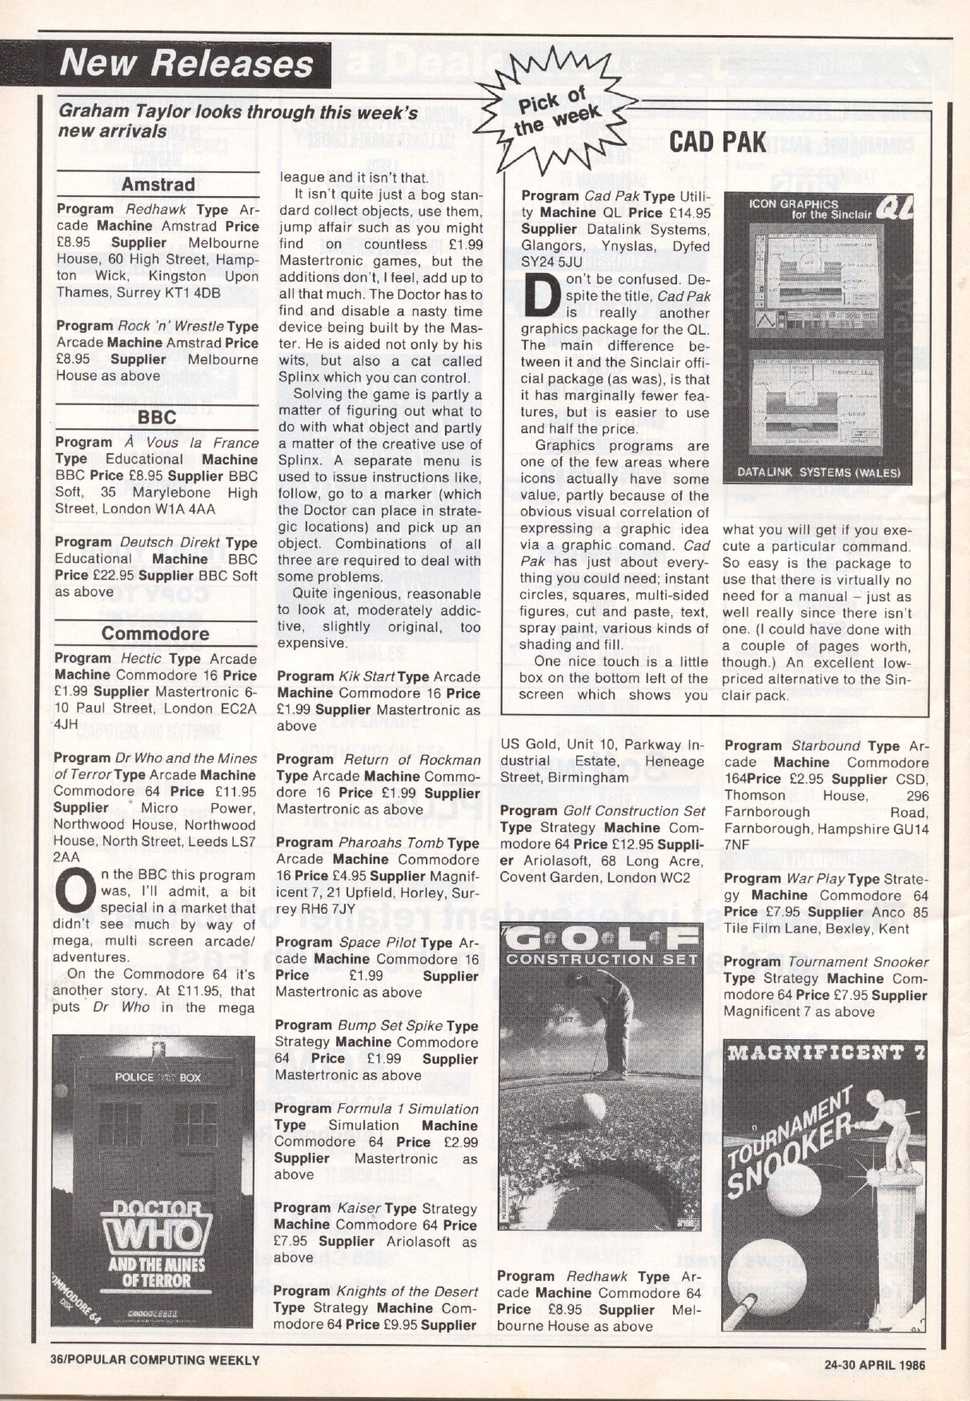 New Releases
Graham Taylor looks through this week's
new arrivals
Amstrad
Program Redhawk Type Ar-
cade Machine Amstrad Price
£8.95 Supplier Melbourne
House, 60 High Street, Hamp-
ton Wick, Kingston Upon
Thames, Surrey KT1 4DB
Program Rock 'n' Wrestle Type
Arcade Machine Amstrad Price
£8.95 Supplier Melbourne
House as above
BBC
Program À Vous la France
Type Educational Machine
BBC Price £8.95 Supplier BBC
Soft, 35 Marylebone High
Street, London W1A 4AA
Program Deutsch Direkt Type
Educational Machine BBC
Price £22.95 Supplier BBC Soft
as above
Commodore
Program Hectic Type Arcade
Machine Commodore 16 Price
£1.99 Supplier Mastertronic 6-
10 Paul Street, London EC2A
4JH
Program Dr Who and the Mines
of Terror Type Arcade Machine
Commodore 64 Price £11.95
Supplier Micro Power,
Northwood House, Northwood
House, North Street, Leeds LS7
2AA
On the BBC this program
was, I'll admit, a bit
special in a market that
didn't see much by way of
mega, multi screen arcade/
adventures.
On the Commodore 64 it's
another story. At £11.95, that
puts Dr Who in the mega
POLICE BOX
DOCTOR
WHO
AND THE MINES
OF TERROR
COMMODORE 64
DISK
league and it isn't that.
It isn't quite just a bog stan-
dard collect objects, use them,
jump affair such as you might
find on countless £1.99
Mastertronic games, but the
additions don't, I feel, add up to
all that much. The Doctor has to
find and disable a nasty time
device being built by the Mas-
ter. He is aided not only by his
wits, but also a cat called
Splinx which you can control.
Solving the game is partly a
matter of figuring out what to
do with what object and partly
a matter of the creative use of
Splinx. A separate menu is
used to issue instructions like,
follow, go to a marker (which
the Doctor can place in strate-
gic locations) and pick up an
object. Combinations of all
three are required to deal with
some problems.
Quite ingenious, reasonable
to look at, moderately addic-
tive, slightly original, too
expensive.
Program Kik Start Type Arcade
Machine Commodore 16 Price
£1.99 Supplier Mastertronic as
above
Program Return of Rockman
Type Arcade Machine Commo-
dore 16 Price £1.99 Supplier
Mastertronic as above
Program Pharoahs Tomb Type
Arcade Machine Commodore
16 Price £4.95 Supplier Magnif-
icent 7, 21 Upfield, Horley, Sur-
rey RH6 7JY
Program Space Pilot Type Ar-
cade Machine Commodore 16
Price £1.99 Supplier
Mastertronic as above
Program Bump Set Spike Type
Strategy Machine Commodore
64 Price £1.99 Supplier
Mastertronic as above
Program Formula 1 Simulation
Type Simulation Machine
Commodore 64 Price £2.99
Supplier Mastertronic as
above
Program Kaiser Type Strategy
Machine Commodore 64 Price
£7.95 Supplier Ariolasoft as
above
Program Knights of the Desert
Type Strategy Machine Com-
modore 64 Price £9.95 Supplier
Pick of
the week
CAD PAK
Program Cad Pak Type Utili-
ty Machine QL Price £14.95
Supplier Datalink Systems,
Glangors, Ynyslas, Dyfed
SY24 5JU
Don't be confused. De-
spite the title, Cad Pak
is really another
graphics package for the QL.
The main difference be-
tween it and the Sinclair offi-
cial package (as was), is that
it has marginally fewer fea-
tures, but is easier to use
and half the price.
Graphics programs are
one of the few areas where
icons actually have some
value, partly because of the
obvious visual correlation of
expressing a graphic idea
via a graphic comand. Cad
Pak has just about every-
thing you could need; instant
circles, squares, multi-sided
figures, cut and paste, text,
spray paint, various kinds of
shading and fill.
One nice touch is a little
box on the bottom left of the
screen which shows you
ICON GRAPHICS
for the Sinclair QL
CAD PAK
CAD PAK
DATALINK SYSTEMS (WALES)
what you will get if you exe-
cute a particular command.
So easy is the package to
use that there is virtually no
need for a manual – just as
well really since there isn't
one. (I could have done with
a couple of pages worth,
though.) An excellent low-
priced alternative to the Sin-
clair pack.
US Gold, Unit 10, Parkway In-
dustrial Estate, Heneage
Street, Birmingham
Program Golf Construction Set
Type Strategy Machine Com-
modore 64 Price £12.95 Suppli-
er Ariolasoft, 68 Long Acre,
Covent Garden, London WC2
GOLF
CONSTRUCTION SET
Program Redhawk Type Ar-
cade Machine Commodore 64
Price £8.95 Supplier Mel-
bourne House as above
Program Starbound Type Ar-
cade Machine Commodore
164Price £2.95 Supplier CSD,
Thomson House, 296
Farnborough Road,
Farnborough, Hampshire GU14
7NF
Program War Play Type Strate-
gy Machine Commodore 64
Price £7.95 Supplier Anco 85
Tile Film Lane, Bexley, Kent
Program Tournament Snooker
Type Strategy Machine Com-
modore 64 Price £7.95 Supplier
Magnificent 7 as above
MAGNIFICENT 7
TOURNAMENT
SNOOKER
36/POPULAR COMPUTING WEEKLY
24-30 APRIL 1986